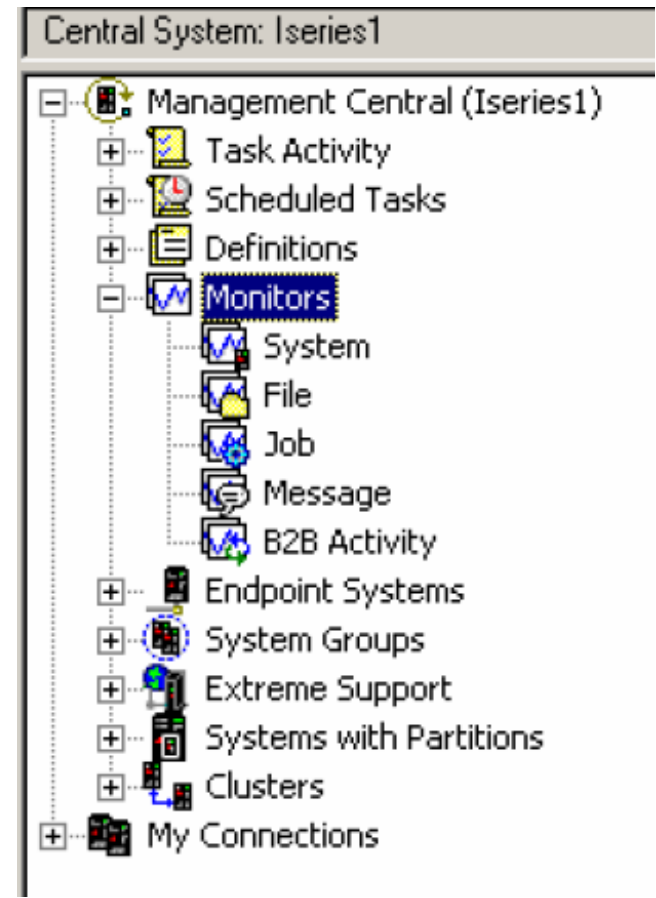 Central System: Iseries1
Management Central (Iseries1)
Task Activity
Scheduled Tasks
Definitions
Monitors
System
File
Job
Message
B2B Activity
Endpoint Systems
System Groups
Extreme Support
Systems with Partitions
Clusters
My Connections